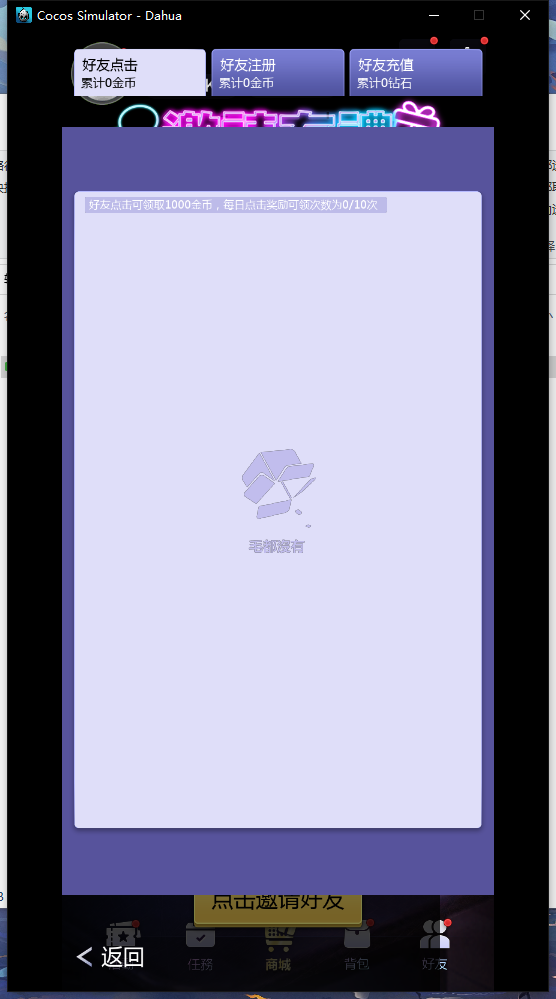 Cocos Simulator - Dahua
好友点击
累计0金币
好友注册
累计0金币
好友充值
累计0钻石
好友点击可领取1000金币，每日点击奖励可领次数为0/10次
毛都没有
点击邀请好友
返回
任務
商城
背包
好友